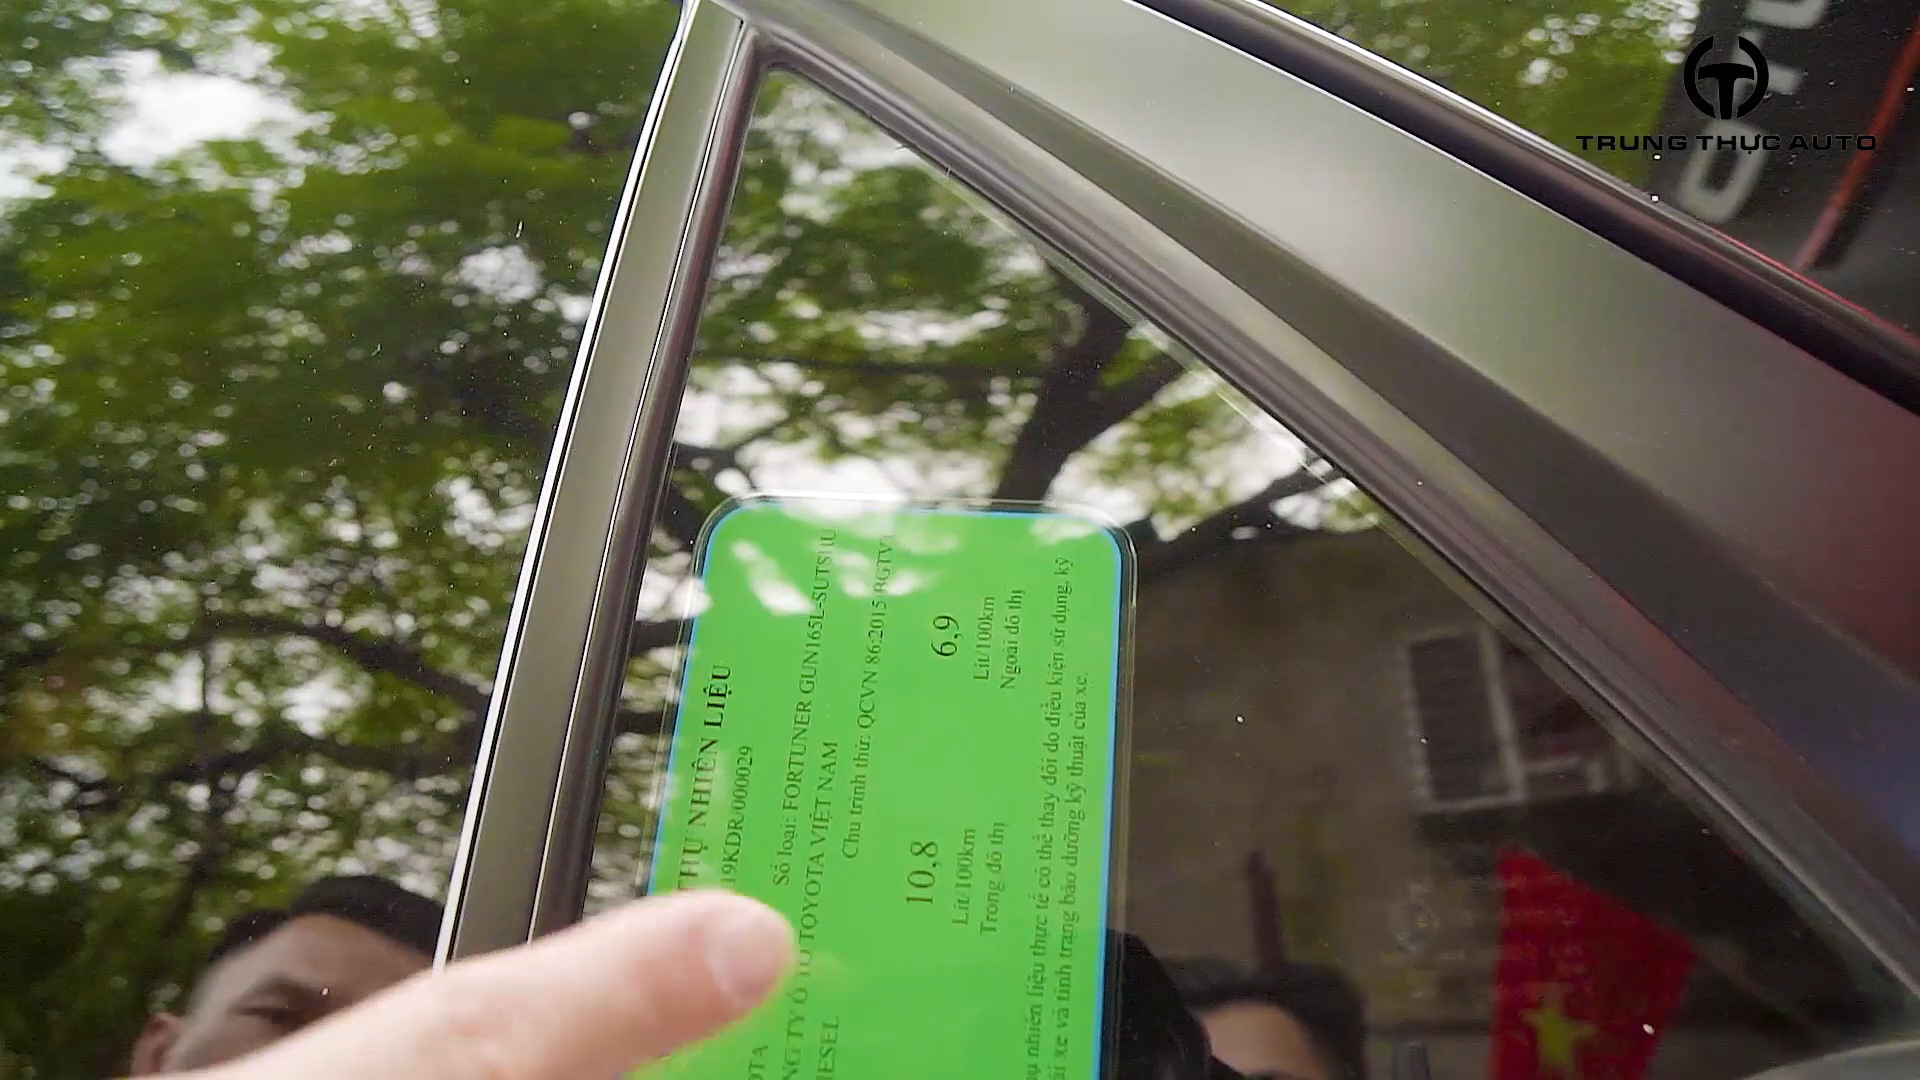 TRUNG THỰC AUTO
THỤ NHIÊN LIỆU
19KDR/000029
Số loại: FORTUNER GUN165L-SUTSHU
TY Ô TÔ TOYOTA VIỆT NAM
Chu trình thử: QCVN 86:2015/BGTVT
10,8
6,9
Lít/100km
Lít/100km
Trong đô thị
Ngoài đô thị
nhiên liệu thực tế có thể thay đổi do điều kiện sử dụng, kỹ
xe và tình trạng bảo dưỡng kỹ thuật của xe.